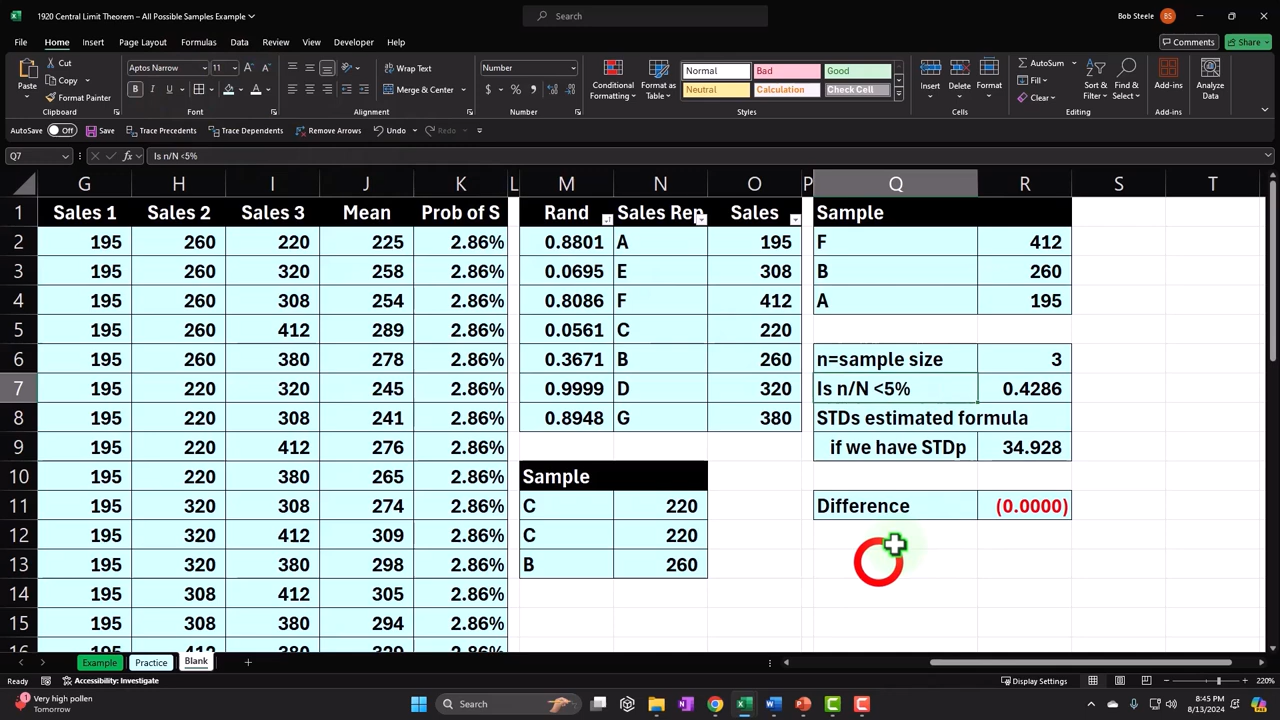 1920 Central Limit Theorem – All Possible Samples Example
Search
Bob Steele
BS
File Home Insert Page Layout Formulas Data Review View Developer Help
Comments
Share
Paste
Cut
Copy
Format Painter
Clipboard
Aptos Narrow 11
Font
Wrap Text
Merge & Center
Alignment
Number
Number
Conditional Formatting
Format as Table
Normal Bad Good
Neutral Calculation Check Cell
Styles
Insert Delete Format
Cells
AutoSum
Fill
Clear
Sort & Filter
Find & Select
Editing
Add-ins
Add-ins
Analyze Data
AutoSave Off Save Trace Precedents Trace Dependents Remove Arrows Undo Redo
Q7 fx Is n/N <5%
G H I J K L M N O P Q R S T
1 Sales 1 Sales 2 Sales 3 Mean Prob of S Rand Sales Rep Sales Sample
2 195 260 220 225 2.86% 0.8801 A 195 F 412
3 195 260 320 258 2.86% 0.0695 E 308 B 260
4 195 260 308 254 2.86% 0.8086 F 412 A 195
5 195 260 412 289 2.86% 0.0561 C 220
6 195 260 380 278 2.86% 0.3671 B 260 n=sample size 3
7 195 220 320 245 2.86% 0.9999 D 320 Is n/N <5% 0.4286
8 195 220 308 241 2.86% 0.8948 G 380 STDs estimated formula
9 195 220 412 276 2.86% if we have STDp 34.928
10 195 220 380 265 2.86% Sample
11 195 320 308 274 2.86% C 220 Difference (0.0000)
12 195 320 412 309 2.86% C 220
13 195 320 380 298 2.86% B 260
14 195 308 412 305 2.86%
15 195 308 380 294 2.86%
Example Practice Blank
Ready Accessibility: Investigate
Display Settings
220%
1
Very high pollen
Tomorrow
Search
8:45 PM
8/13/2024